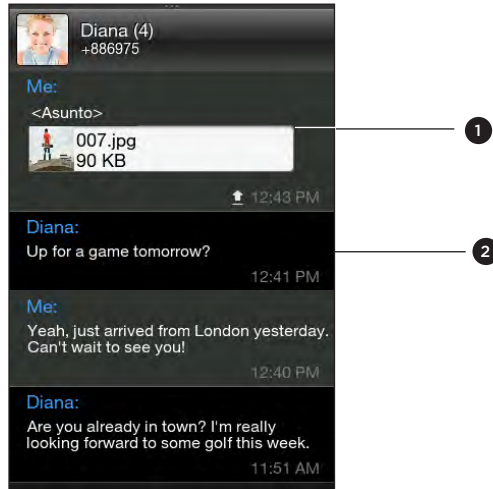 Diana (4)
+886975
Me:
<Asunto>
007.jpg
90 KB
12:43 PM
1
Diana:
Up for a game tomorrow?
12:41 PM
2
Me:
Yeah, just arrived from London yesterday.
Can't wait to see you!
12:40 PM
Diana:
Are you already in town? I'm really
looking forward to some golf this week.
11:51 AM